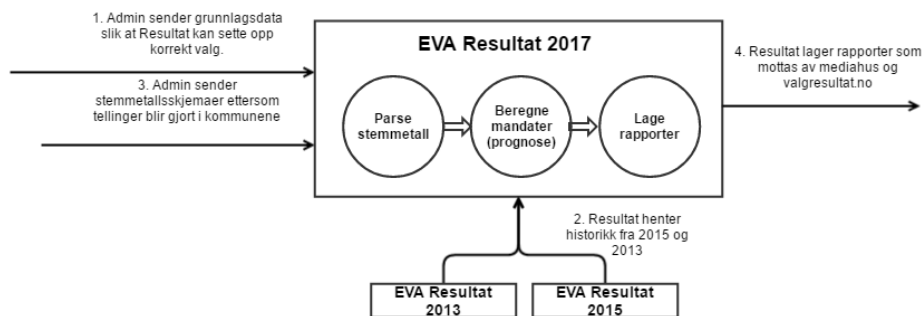 1. Admin sender grunnlagsdata
slik at Resultat kan sette opp
korrekt valg.
3. Admin sender
stemmetallsskjemaer ettersom
tellinger blir gjort i kommunene
EVA Resultat 2017
Parse
stemmetall
Beregne
mandater
(prognose)
Lage
rapporter
4. Resultat lager rapporter som
mottas av mediahus og
valgresultat.no
2. Resultat henter
historikk fra 2015 og
2013
EVA Resultat
2013
EVA Resultat
2015